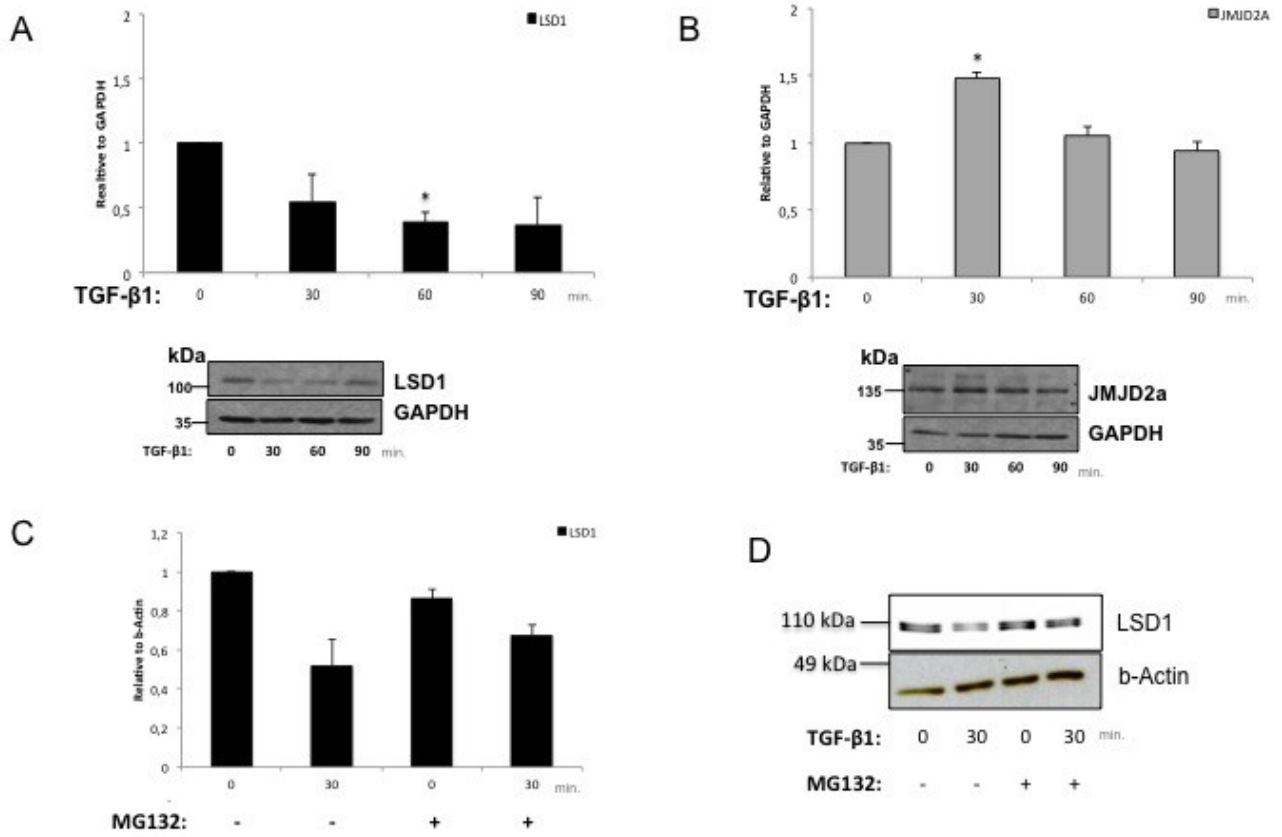 A
LSD1
2
1,5
1
0,5
0
Realtive to GAPDH
TGF-β1: 0 30 60 90 min.
kDa
100
LSD1
35
GAPDH
TGF-β1: 0 30 60 90 min.
*
B
JMJD2A
2
1,5
1
0,5
0
Relative to GAPDH
*
TGF-β1: 0 30 60 90 min.
kDa
135
JMJD2a
35
GAPDH
TGF-β1: 0 30 60 90 min.
C
LSD1
1,2
1
0,8
0,6
0,4
0,2
0
Relative to b-Actin
0 30 0 30 min.
MG132: - - + +
D
110 kDa
LSD1
49 kDa
b-Actin
TGF-β1: 0 30 0 30 min.
MG132: - - + +